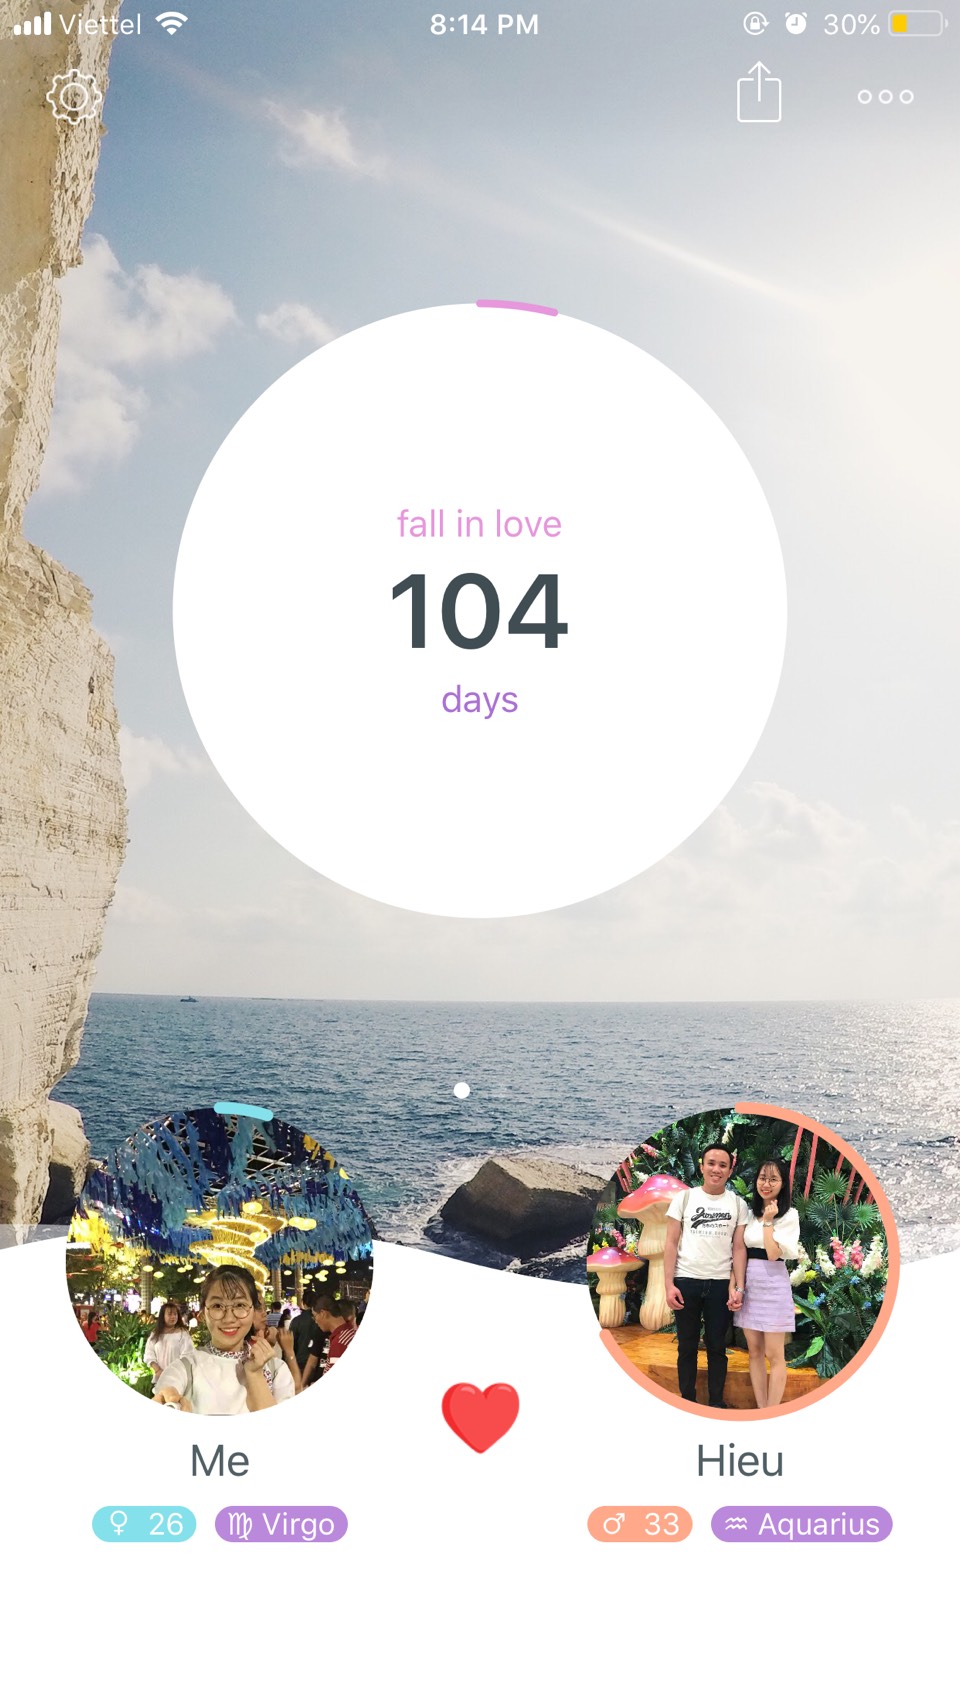 Viettel 8:14 PM 30%
fall in love
104
days
Me Hieu
♀ 26 ♍ Virgo ♂ 33 ♒ Aquarius